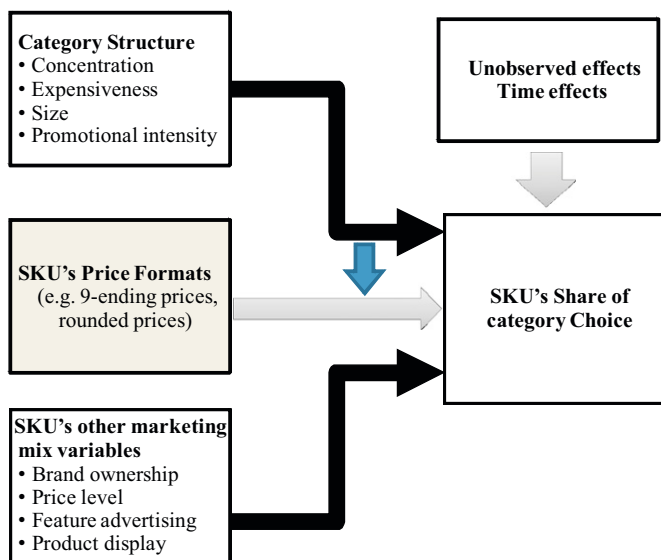 Category Structure
• Concentration
• Expensiveness
• Size
• Promotional intensity
Unobserved effects
Time effects
SKU's Price Formats
(e.g. 9-ending prices,
rounded prices)
SKU's Share of
category Choice
SKU's other marketing
mix variables
• Brand ownership
• Price level
• Feature advertising
• Product display